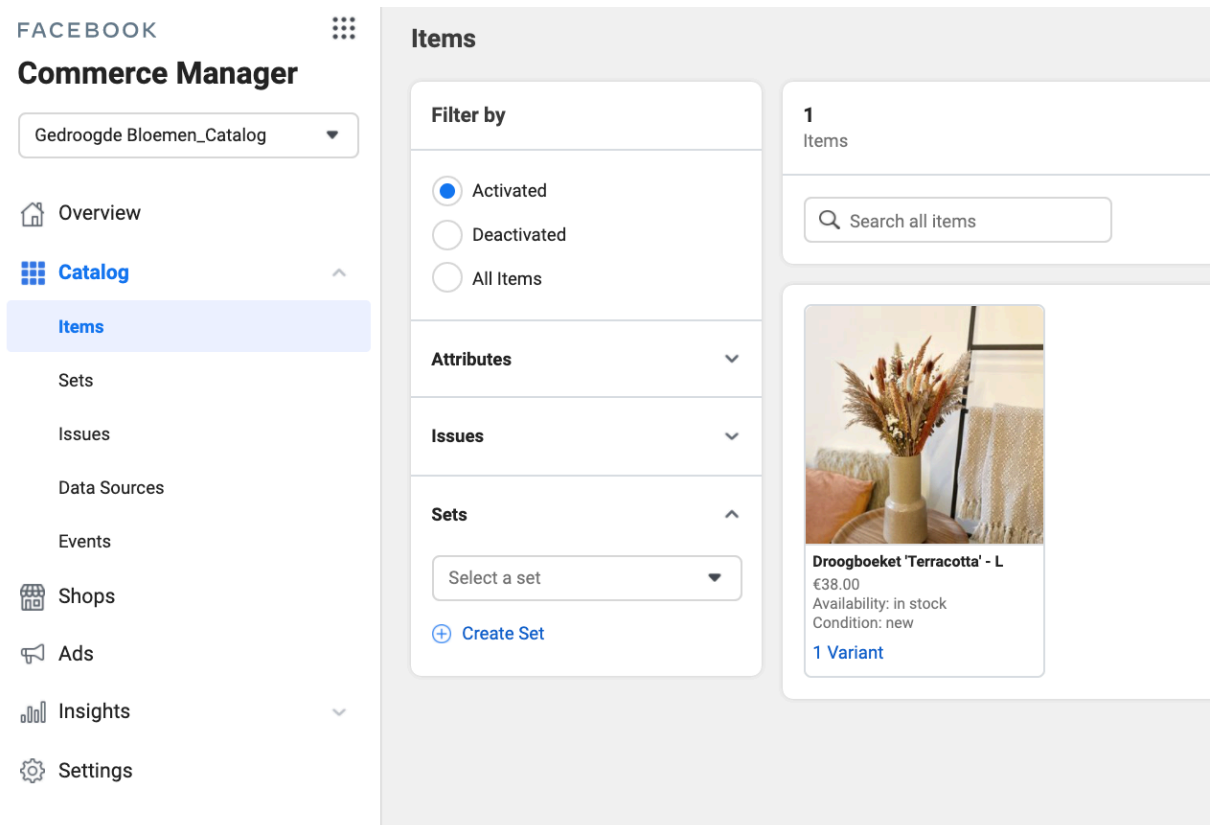 FACEBOOK
Commerce Manager
Gedroogde Bloemen_Catalog
Overview
Catalog
Items
Sets
Issues
Data Sources
Events
Shops
Ads
Insights
Settings
Items
Filter by
Activated
Deactivated
All Items
Attributes
Issues
Sets
Select a set
Create Set
1
Items
Search all items
Droogboeket 'Terracotta' - L
€38.00
Availability: in stock
Condition: new
1 Variant